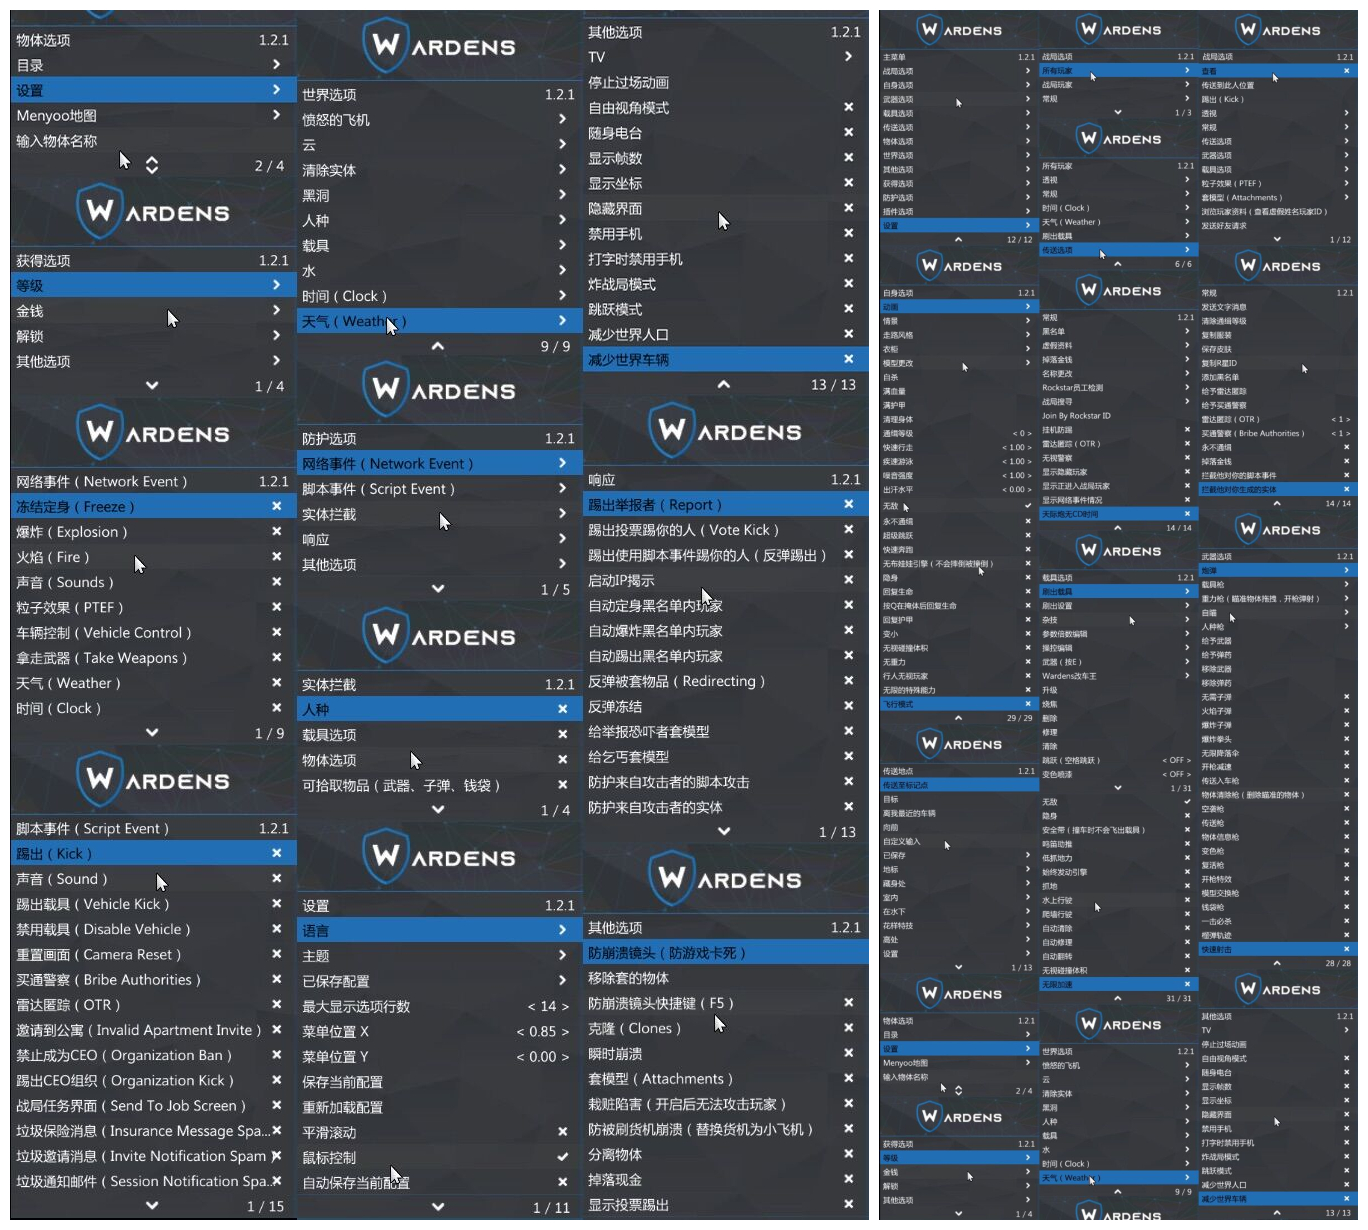 物体选项 1.2.1
目录
设置
Menyoo地图
输入物体名称
2 / 4
WARDENS
获得选项 1.2.1
等级
金钱
解锁
其他选项
1 / 4
WARDENS
网络事件 ( Network Event ) 1.2.1
冻结定身 ( Freeze )
爆炸 ( Explosion )
火焰 ( Fire )
声音 ( Sounds )
粒子效果 ( PTEF )
车辆控制 ( Vehicle Control )
拿走武器 ( Take Weapons )
天气 ( Weather )
时间 ( Clock )
1 / 9
WARDENS
脚本事件 ( Script Event ) 1.2.1
踢出 ( Kick )
声音 ( Sound )
踢出载具 ( Vehicle Kick )
禁用载具 ( Disable Vehicle )
重置画面 ( Camera Reset )
买通警察 ( Bribe Authorities )
雷达匿踪 ( OTR )
邀请到公寓 ( Invalid Apartment Invite )
禁止成为CEO ( Organization Ban )
踢出CEO组织 ( Organization Kick )
战局任务界面 ( Send To Job Screen )
垃圾保险消息 ( Insurance Message Spa...
垃圾邀请消息 ( Invite Notification Spam )
垃圾通知邮件 ( Session Notification Spa...
1 / 15
WARDENS
世界选项 1.2.1
愤怒的飞机
云
清除实体
黑洞
人种
载具
水
时间 ( Clock )
天气 ( Weather )
9 / 9
WARDENS
防护选项 1.2.1
网络事件 ( Network Event )
脚本事件 ( Script Event )
实体拦截
响应
其他选项
1 / 5
WARDENS
实体拦截 1.2.1
人种
载具选项
物体选项
可拾取物品 ( 武器、子弹、钱袋 )
1 / 4
WARDENS
设置 1.2.1
语言
主题
已保存配置
最大显示选项行数 < 14 >
菜单位置 X < 0.85 >
菜单位置 Y < 0.00 >
保存当前配置
重新加载配置
平滑滚动
鼠标控制
自动保存当前配置
1 / 11
其他选项 1.2.1
TV
停止过场动画
自由视角模式
随身电台
显示帧数
显示坐标
隐藏界面
禁用手机
打字时禁用手机
炸战局模式
跳跃模式
减少世界人口
减少世界车辆
13 / 13
WARDENS
响应 1.2.1
踢出举报者 ( Report )
踢出投票踢你的人 ( Vote Kick )
踢出使用脚本事件踢你的人 ( 反弹踢出 )
启动IP揭示
自动定身黑名单内玩家
自动爆炸黑名单内玩家
自动踢出黑名单内玩家
反弹被套物品 ( Redirecting )
反弹冻结
给举报恐吓者套模型
给乞丐套模型
防护来自攻击者的脚本攻击
防护来自攻击者的实体
1 / 13
WARDENS
其他选项 1.2.1
防崩溃镜头 ( 防游戏卡死 )
移除套的物体
防崩溃镜头快捷键 ( F5 )
克隆 ( Clones )
瞬时崩溃
套模型 ( Attachments )
栽赃陷害 ( 开启后无法攻击玩家 )
防被刷货机崩溃 ( 替换货机为小飞机 )
分离物体
掉落现金
显示投票踢出
WARDENS
主菜单 1.2.1
战局选项
自身选项
武器选项
载具选项
传送选项
物体选项
世界选项
其他选项
获得选项
防护选项
插件选项
设置
12 / 12
WARDENS
自身选项 1.2.1
动画
情景
走路风格
衣柜
模型更改
自杀
满血量
满护甲
清理身体
通缉等级 < 0 >
快速行走 < 1.00 >
疾速游泳 < 1.00 >
噪音强度 < 1.00 >
出汗水平 < 0.00 >
无敌
永不通缉
超级跳跃
快速奔跑
无布娃娃引擎 ( 不会摔倒被撞倒 )
隐身
回复生命
按Q在掩体后回复生命
回复护甲
变小
无视碰撞体积
无重力
行人无视玩家
无限的特殊能力
飞行模式
29 / 29
WARDENS
传送地点 1.2.1
传送至标记点
目标
离我最近的车辆
向前
自定义输入
已保存
地标
藏身处
室内
在水下
花样特技
高处
设置
1 / 13
WARDENS
物体选项 1.2.1
目录
设置
Menyoo地图
输入物体名称
2 / 4
WARDENS
获得选项 1.2.1
等级
金钱
解锁
其他选项
1 / 4
WARDENS
战局选项 1.2.1
所有玩家
战局玩家
常规
1 / 3
WARDENS
所有玩家 1.2.1
透视
常规
时间 ( Clock )
天气 ( Weather )
刷出载具
传送选项
6 / 6
WARDENS
常规 1.2.1
黑名单
虚假资料
掉落金钱
名称更改
Rockstar员工检测
战局搜寻
Join By Rockstar ID
挂机防踢
雷达匿踪 ( OTR )
无视警察
显示隐藏玩家
显示正进入战局玩家
显示网络事件情况
天际炮无CD时间
14 / 14
WARDENS
载具选项 1.2.1
刷出载具
刷出设置
杂技
参数倍数编辑
操控编辑
武器 ( 按E )
Wardens改车王
升级
烧焦
删除
修理
清除
跳跃 ( 空格跳跃 ) < OFF >
变色喷漆 < OFF >
1 / 31
无敌
隐身
安全带 ( 撞车时不会飞出载具 )
鸣笛助推
低抓地力
始终发动引擎
抓地
水上行驶
爬墙行驶
自动清除
自动修理
自动翻转
无视碰撞体积
无限加速
31 / 31
WARDENS
世界选项 1.2.1
愤怒的飞机
云
清除实体
黑洞
人种
载具
水
时间 ( Clock )
天气 ( Weather )
9 / 9
WARDENS
WARDENS
战局选项 1.2.1
查看
传送到此人位置
踢出 ( Kick )
透视
常规
传送选项
武器选项
载具选项
粒子效果 ( PTEF )
套模型 ( Attachments )
浏览玩家资料 ( 查看虚假姓名玩家ID )
发送好友请求
1 / 12
WARDENS
常规 1.2.1
发送文字消息
清除通缉等级
复制服装
保存皮肤
复制R星ID
添加黑名单
给予雷达匿踪
给予买通警察
雷达匿踪 ( OTR ) < 1 >
买通警察 ( Bribe Authorities ) < 1 >
永不通缉
掉落金钱
拦截他对你的脚本事件
拦截他对你生成的实体
14 / 14
WARDENS
武器选项 1.2.1
炮弹
载具枪
重力枪 ( 瞄准物体拖拽，开枪弹射 )
自瞄
人种枪
给予武器
给予弹药
移除武器
移除弹药
无需子弹
火焰子弹
爆炸子弹
爆炸拳头
无限降落伞
开枪减速
传送入车枪
物体清除枪 ( 删除瞄准的物体 )
空袭枪
传送枪
物体信息枪
变色枪
复活枪
开枪特效
模型交换枪
钱袋枪
一击必杀
榴弹轨迹
快速射击
28 / 28
WARDENS
其他选项 1.2.1
TV
停止过场动画
自由视角模式
随身电台
显示帧数
显示坐标
隐藏界面
禁用手机
打字时禁用手机
炸战局模式
跳跃模式
减少世界人口
减少世界车辆
13 / 13